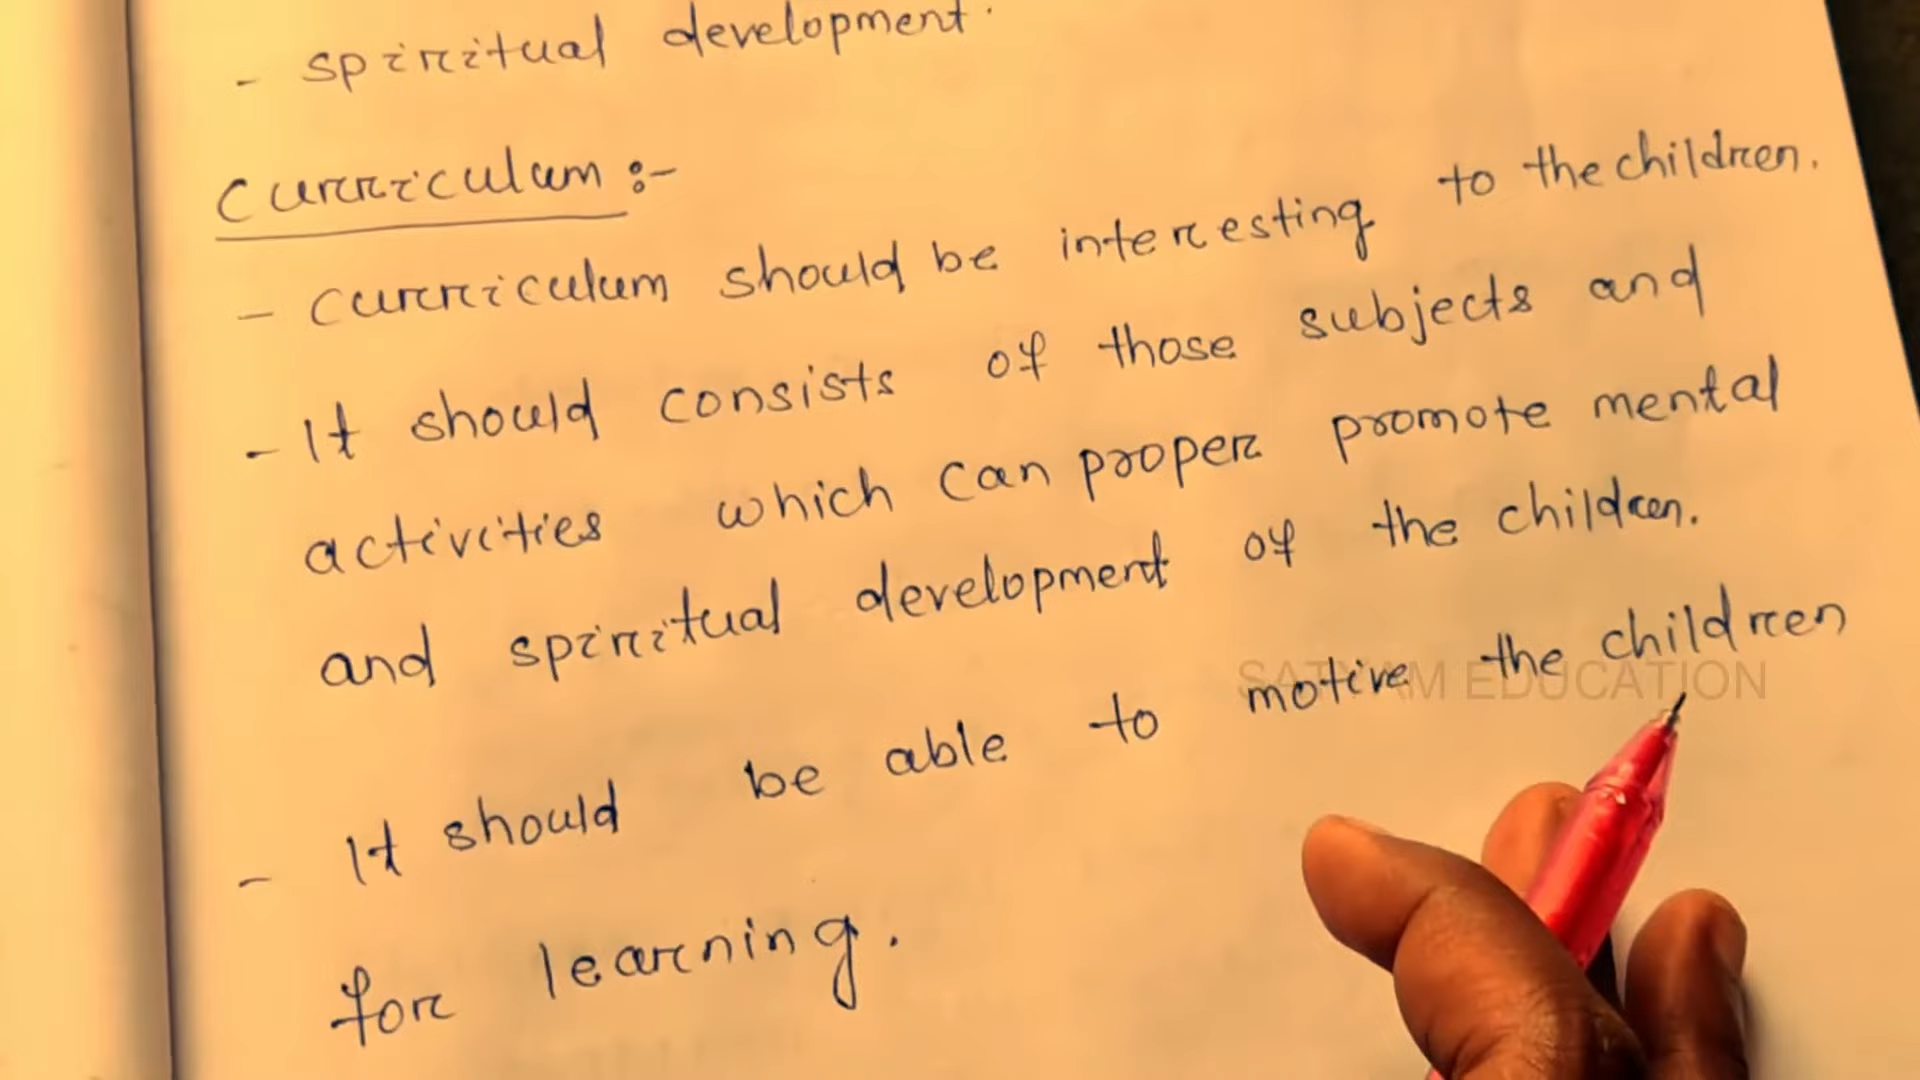 - spiritual development.
Curriculum :-
- curriculum should be interesting to the children.
- It should consists of those subjects and
activities which can proper promote mental
and spiritual development of the children.
- It should be able to motive the children
for learning.
SATYAM EDUCATION